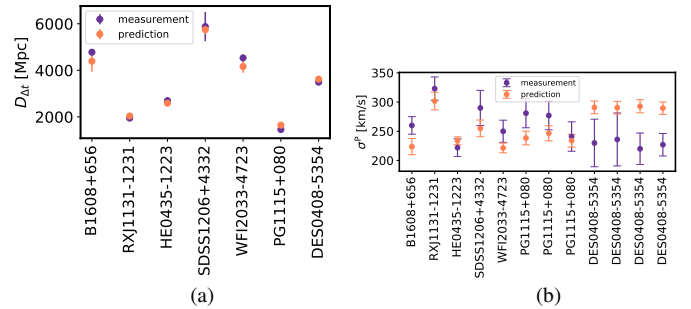 6000
4000
2000
D_Δt [Mpc]
measurement
prediction
B1608+656
RXJ1131-1231
HE0435-1223
SDSS1206+4332
WFI2033-4723
PG1115+080
DES0408-5354
(a)
350
300
250
200
σᴾ [km/s]
measurement
prediction
B1608+656
RXJ1131-1231
HE0435-1223
SDSS1206+4332
WFI2033-4723
PG1115+080
PG1115+080
PG1115+080
DES0408-5354
DES0408-5354
DES0408-5354
DES0408-5354
(b)